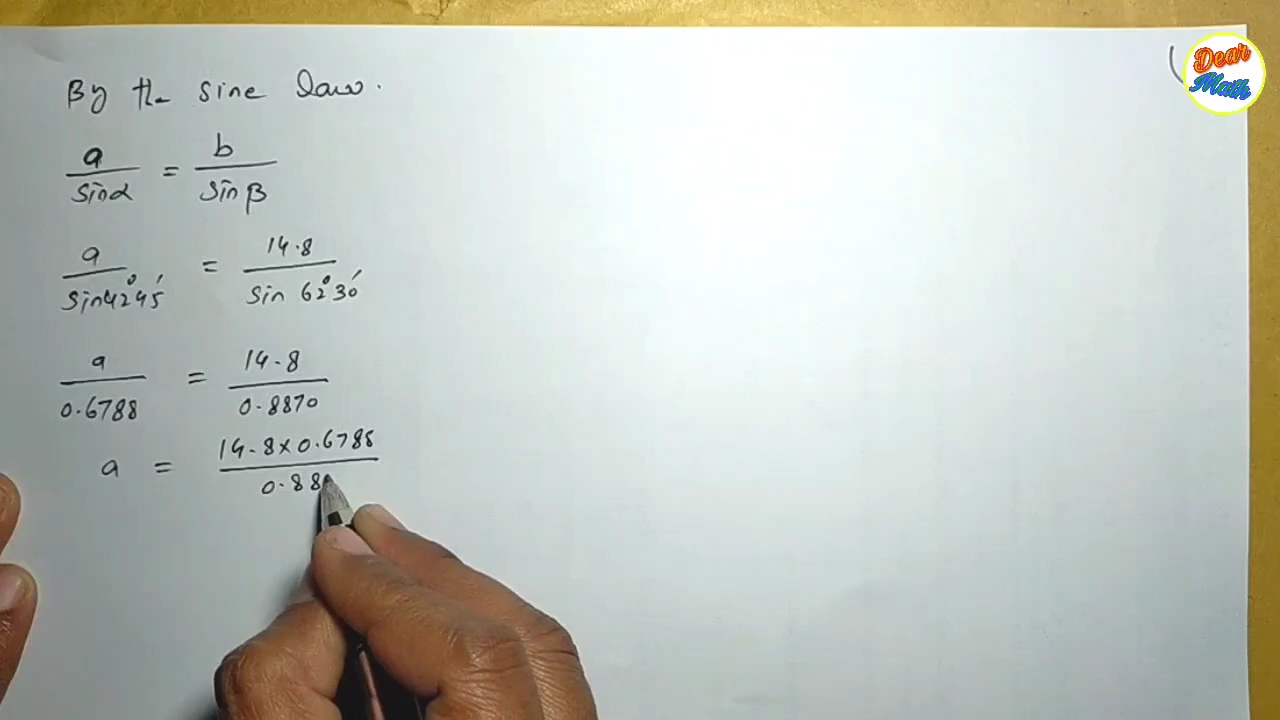 Dear
Math
By the sine law.
a/sinα = b/sinβ
a/sin42°45′ = 14.8/sin 62°30′
a/0.6788 = 14.8/0.8870
a = 14.8×0.6788/0.88